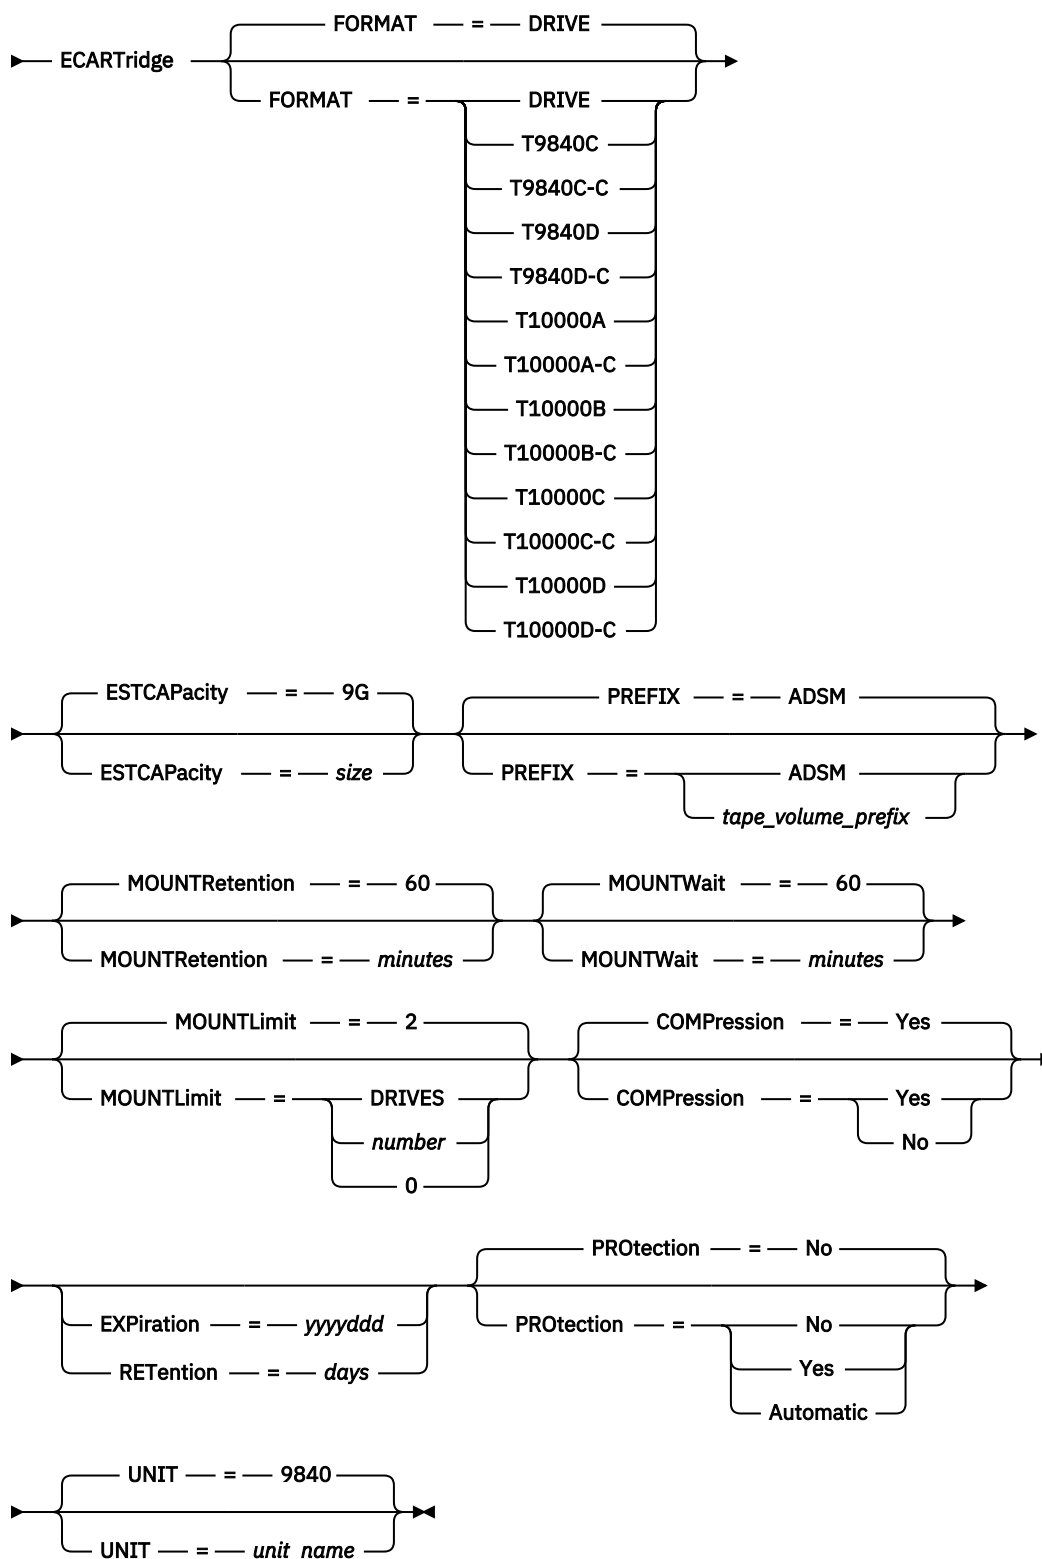 FORMAT = DRIVE
ECARTridge
FORMAT = DRIVE
T9840C
T9840C-C
T9840D
T9840D-C
T10000A
T10000A-C
T10000B
T10000B-C
T10000C
T10000C-C
T10000D
T10000D-C
ESTCAPacity = 9G PREFIX = ADSM
ESTCAPacity = size PREFIX = ADSM
tape_volume_prefix
MOUNTRetention = 60 MOUNTWait = 60
MOUNTRetention = minutes MOUNTWait = minutes
MOUNTLimit = 2 COMPression = Yes
MOUNTLimit = DRIVES COMPression = Yes
number No
0
PROtection = No
EXPiration = yyyyddd PROtection = No
RETention = days Yes
Automatic
UNIT = 9840
UNIT = unit_name